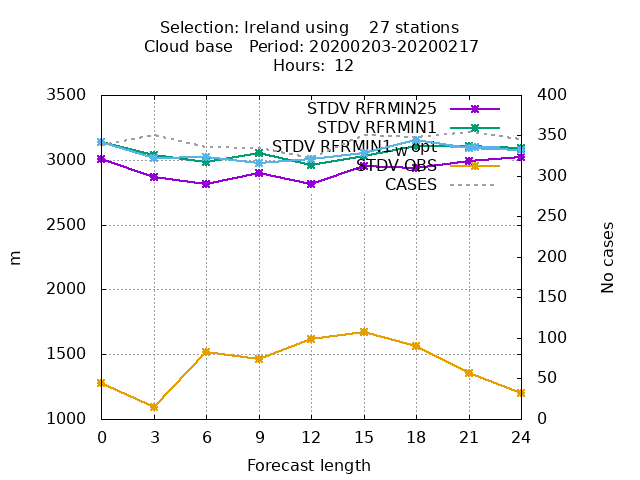 Selection: Ireland using    27 stations
Cloud base   Period: 20200203-20200217
Hours:  12
3500
3000
2500
2000
1500
1000
m
STDV RFRMIN25
STDV RFRMIN1
STDV RFRMIN1_w_opt
STDV OBS
CASES
400
350
300
250
200
150
100
50
0
No cases
0 3 6 9 12 15 18 21 24
Forecast length